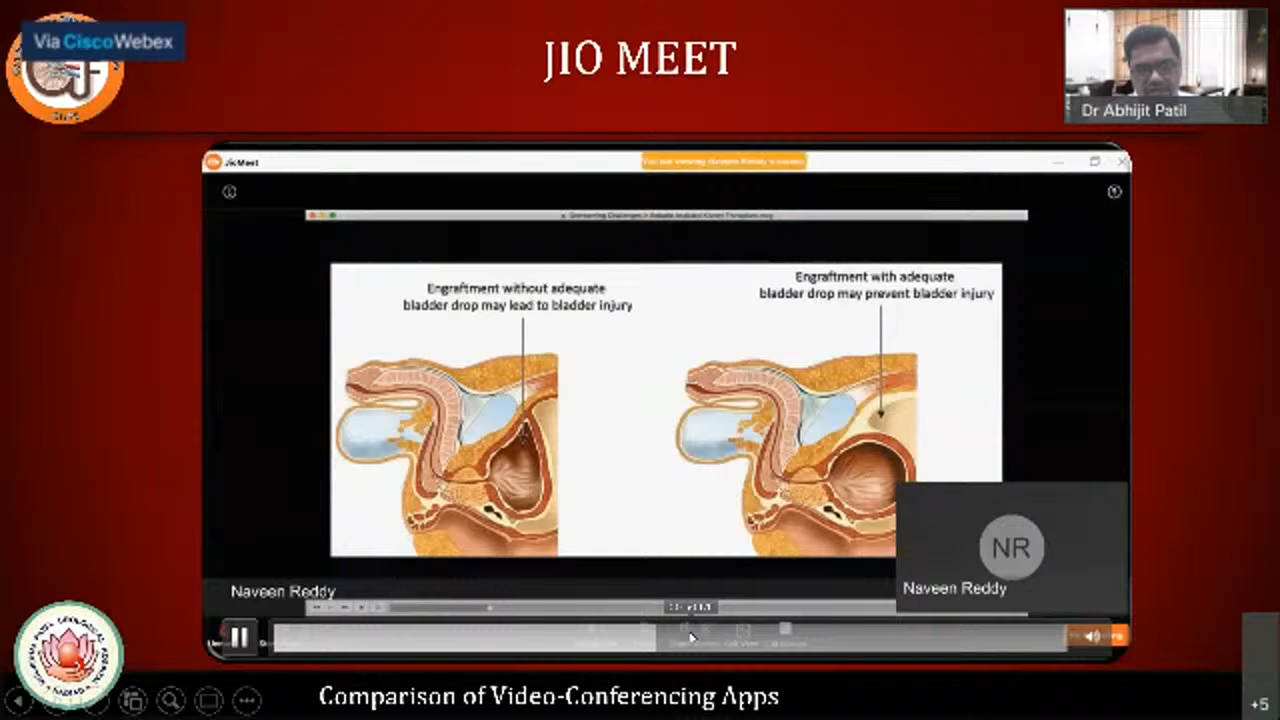 Via CiscoWebex
JIO MEET
Dr Abhijit Patil
JioMeet
Engraftment without adequate
bladder drop may lead to bladder injury
Engraftment with adequate
bladder drop may prevent bladder injury
NR
Naveen Reddy
Naveen Reddy
Comparison of Video-Conferencing Apps
+5